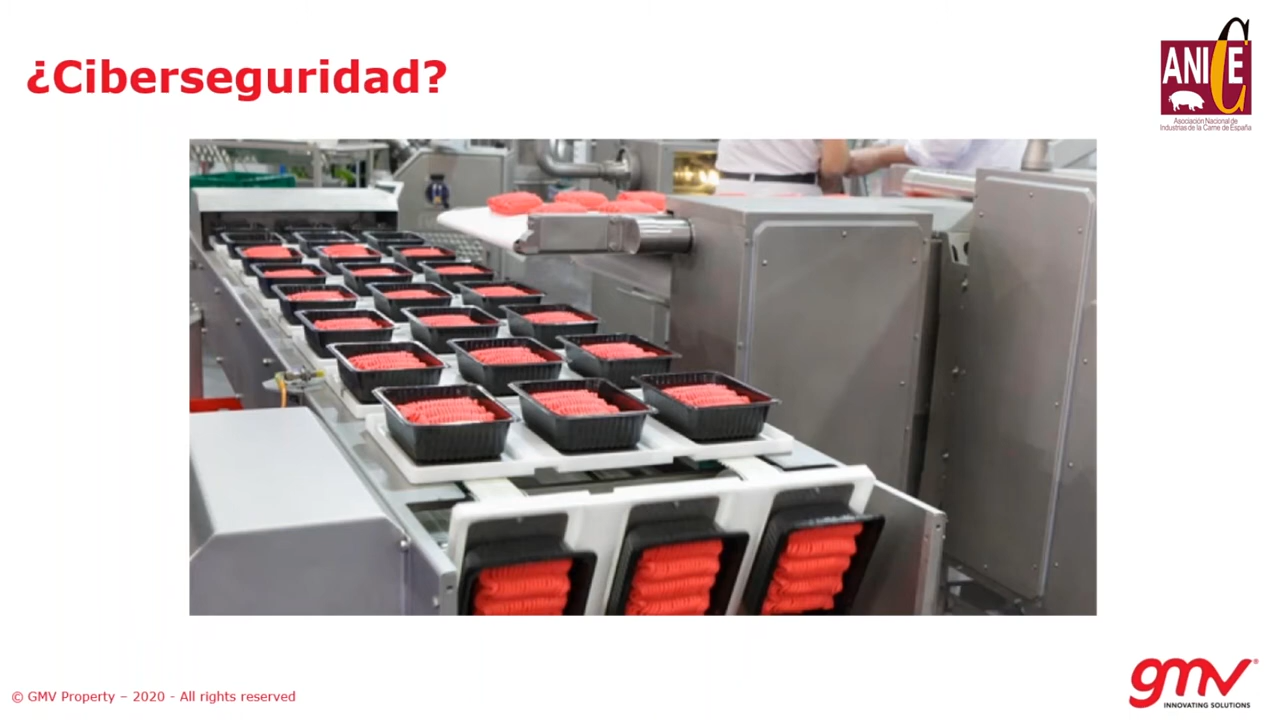 ¿Ciberseguridad?
ANICE
Asociación Nacional de
Industrias de la Carne de España
© GMV Property – 2020 - All rights reserved
gmv®
INNOVATING SOLUTIONS